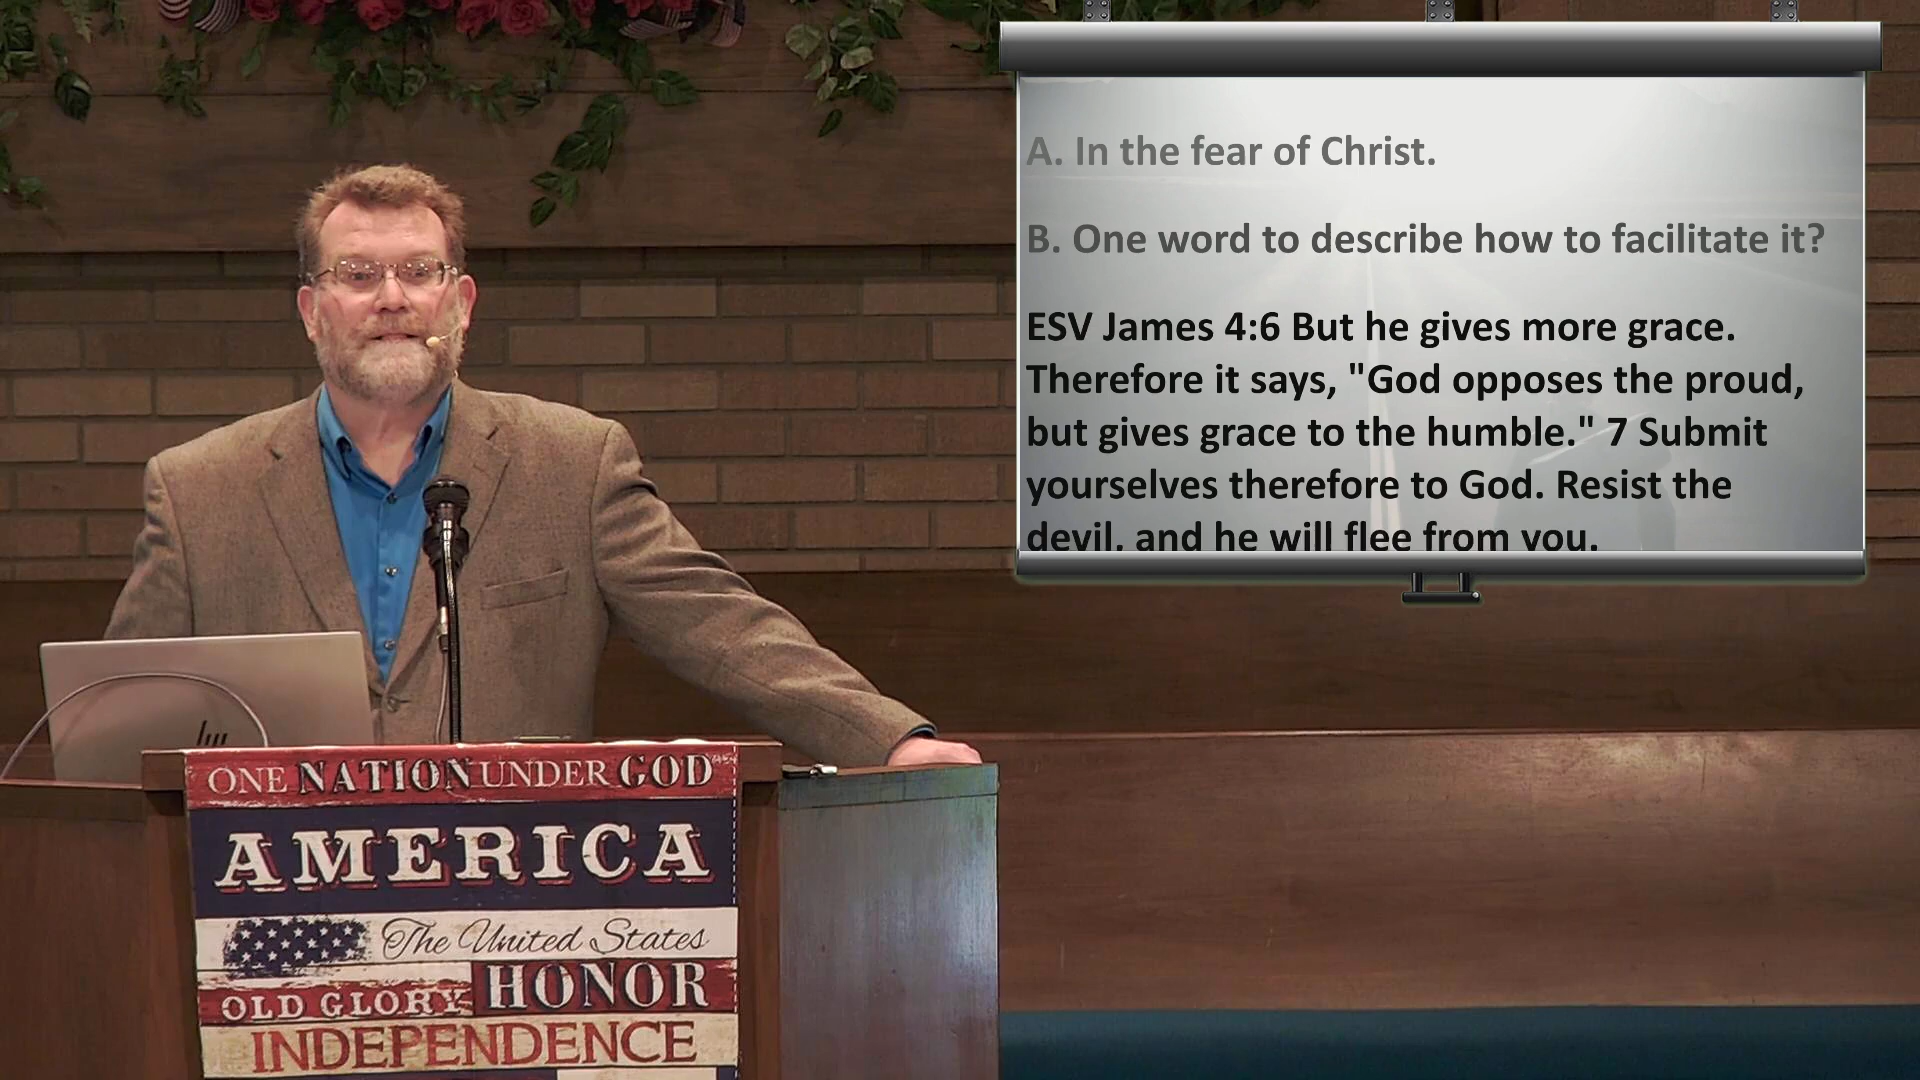 A. In the fear of Christ.
B. One word to describe how to facilitate it?
ESV James 4:6 But he gives more grace.
Therefore it says, "God opposes the proud,
but gives grace to the humble." 7 Submit
yourselves therefore to God. Resist the
devil, and he will flee from you.
hp
ONE NATION UNDER GOD
AMERICA
The United States
OLD GLORY HONOR
INDEPENDENCE